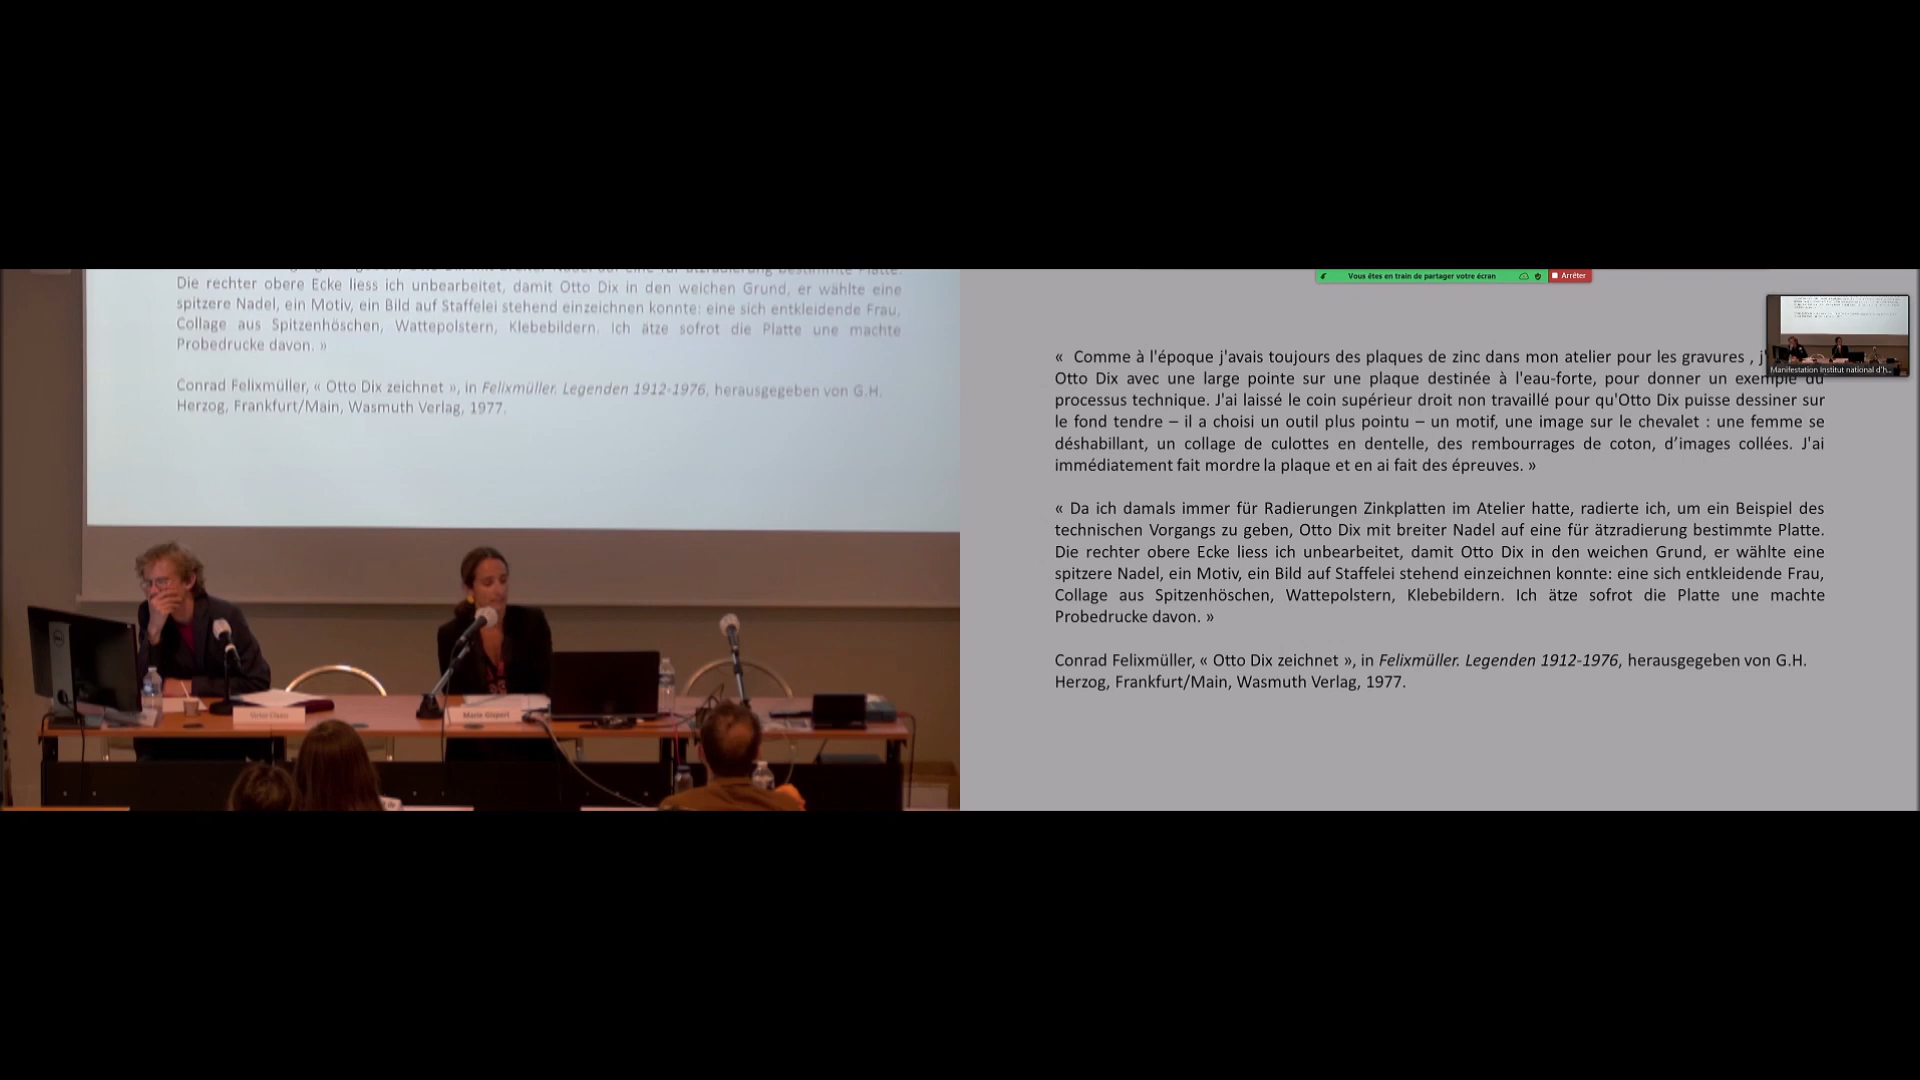 Die rechter obere Ecke liess ich unbearbeitet, damit Otto Dix in den weichen Grund, er wählte eine
spitzere Nadel, ein Motiv, ein Bild auf Staffelei stehend einzeichnen konnte: eine sich entkleidende Frau,
Collage aus Spitzenhöschen, Wattepolstern, Klebebildern. Ich ätze sofrot die Platte une machte
Probedrucke davon. »
Conrad Felixmüller, « Otto Dix zeichnet », in Felixmüller. Legenden 1912-1976, herausgegeben von G.H.
Herzog, Frankfurt/Main, Wasmuth Verlag, 1977.
DELL
Vous êtes en train de partager votre écran
Arrêter
Manifestation Institut national d'h...
« Comme à l'époque j'avais toujours des plaques de zinc dans mon atelier pour les gravures ,
Otto Dix avec une large pointe sur une plaque destinée à l'eau-forte, pour donner un exemple du
processus technique. J'ai laissé le coin supérieur droit non travaillé pour qu'Otto Dix puisse dessiner sur
le fond tendre – il a choisi un outil plus pointu – un motif, une image sur le chevalet : une femme se
déshabillant, un collage de culottes en dentelle, des rembourrages de coton, d’images collées. J'ai
immédiatement fait mordre la plaque et en ai fait des épreuves. »
« Da ich damals immer für Radierungen Zinkplatten im Atelier hatte, radierte ich, um ein Beispiel des
technischen Vorgangs zu geben, Otto Dix mit breiter Nadel auf eine für ätzradierung bestimmte Platte.
Die rechter obere Ecke liess ich unbearbeitet, damit Otto Dix in den weichen Grund, er wählte eine
spitzere Nadel, ein Motiv, ein Bild auf Staffelei stehend einzeichnen konnte: eine sich entkleidende Frau,
Collage aus Spitzenhöschen, Wattepolstern, Klebebildern. Ich ätze sofrot die Platte une machte
Probedrucke davon. »
Conrad Felixmüller, « Otto Dix zeichnet », in Felixmüller. Legenden 1912-1976, herausgegeben von G.H.
Herzog, Frankfurt/Main, Wasmuth Verlag, 1977.